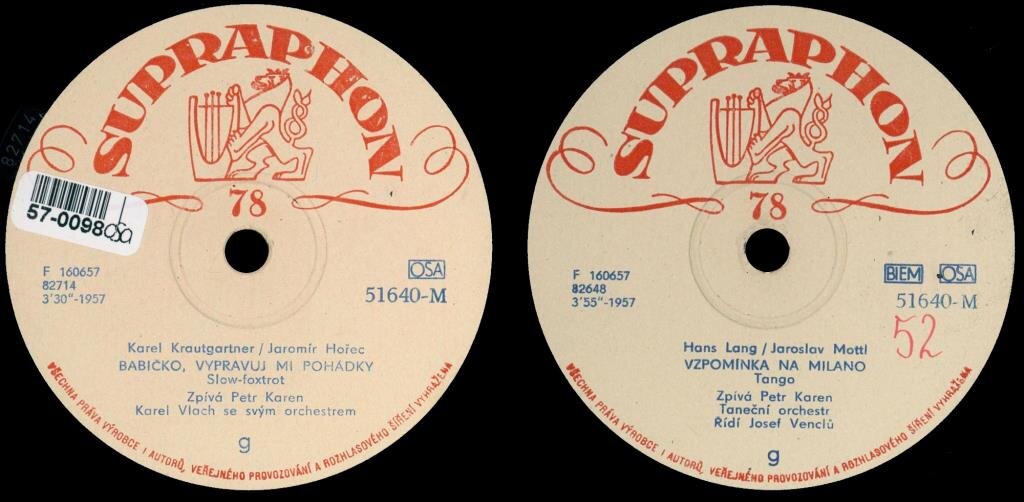 SUPRAPHON
78
82714
57-0098
OSA
F 160657
82714
3'30"-1957
OSA
51640-M
Karel Krautgartner / Jaromír Hořec
BABIČKO, VYPRAVUJ MI POHÁDKY
Slow-foxtrot
Zpívá Petr Karen
Karel Vlach se svým orchestrem
g
VŠECHNA PRÁVA VÝROBCE I AUTORŮ, VEŘEJNÉHO PROVOZOVÁNÍ A ROZHLASOVÉHO ŠÍŘENÍ VYHRAŽENA
SUPRAPHON
78
F 160657
82648
3'55"-1957
BIEM OSA
51640-M
52
Hans Lang / Jaroslav Mottl
VZPOMÍNKA NA MILANO
Tango
Zpívá Petr Karen
Taneční orchestr
Řídí Josef Venclů
g
VŠECHNA PRÁVA VÝROBCE I AUTORŮ, VEŘEJNÉHO PROVOZOVÁNÍ A ROZHLASOVÉHO ŠÍŘENÍ VYHRAŽENA